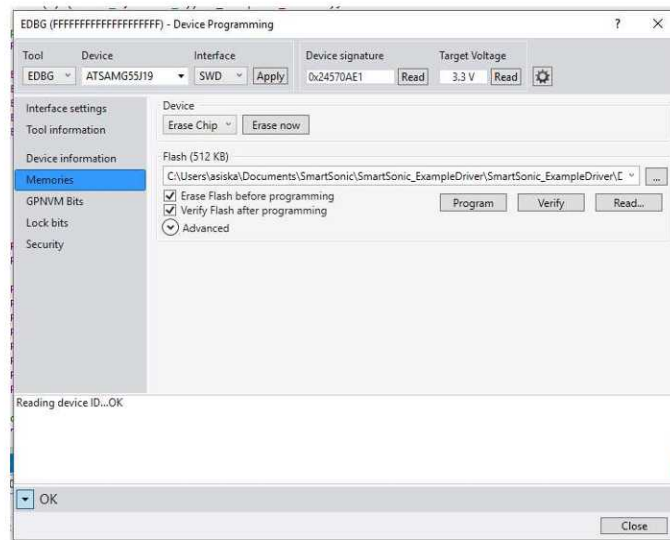 EDBG (FFFFFFFFFFFFFFFFFFFF) - Device Programming ? ×
Tool Device Interface Device signature Target Voltage
EDBG ATSAMG55J19 SWD Apply 0x24570AE1 Read 3.3 V Read
Interface settings
Tool information
Device information
Memories
GPNVM Bits
Lock bits
Security
Device
Erase Chip Erase now
Flash (512 KB)
C:\Users\asiska\Documents\SmartSonic\SmartSonic_ExampleDriver\SmartSonic_ExampleDriver\D ...
Erase Flash before programming
Verify Flash after programming
Program Verify Read...
Advanced
Reading device ID...OK
OK
Close